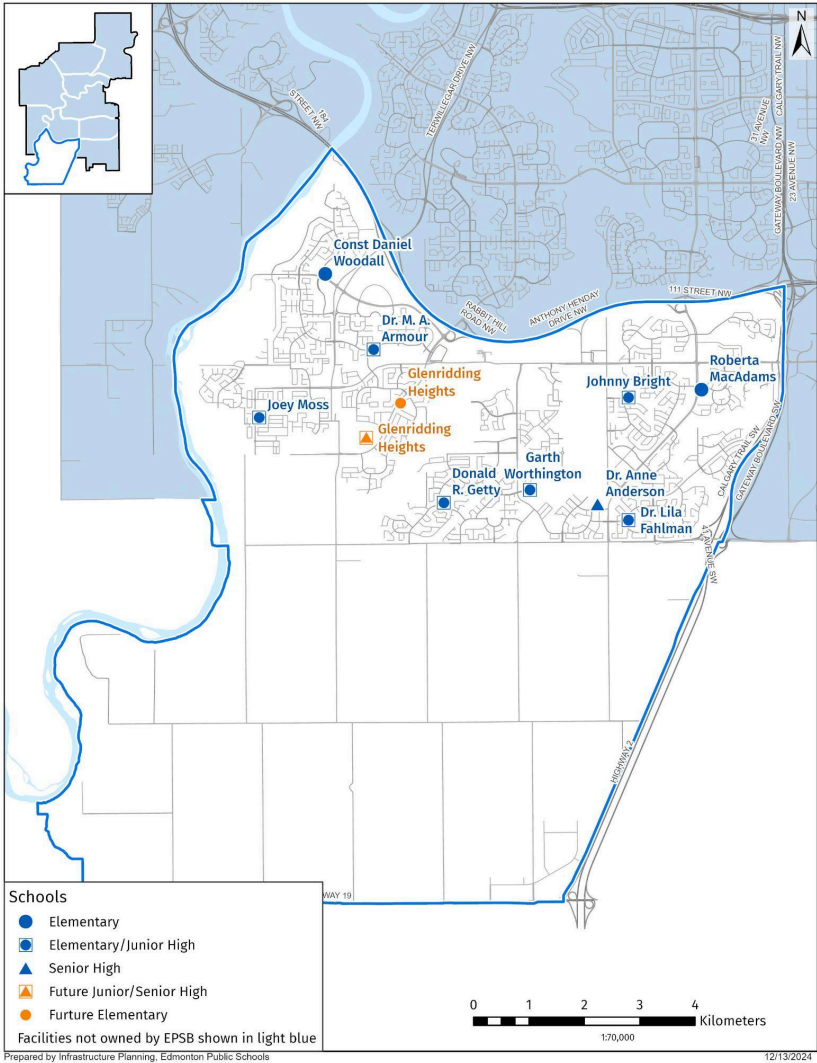 N
184
STREET NW
TERWILLEGAR DRIVE NW
31 AVENUE
NW
CALGARY TRAIL NW
GATEWAY BOULEVARD NW
23 AVENUE NW
Const Daniel
Woodall
111 STREET NW
ANTHONY HENDAY
DRIVE NW
RABBIT HILL
ROAD NW
Dr. M. A.
Armour
Glenridding
Heights
Roberta
MacAdams
Johnny Bright
Joey Moss
Glenridding
Heights
CALGARY TRAIL SW
GATEWAY BOULEVARD SW
Donald
R. Getty
Garth
Worthington
Dr. Anne
Anderson
Dr. Lila
Fahlman
41 AVENUE SW
HIGHWAY 2
WAY 19
Schools
Elementary
Elementary/Junior High
Senior High
Future Junior/Senior High
Furture Elementary
Facilities not owned by EPSB shown in light blue
0 1 2 3 4
Kilometers
1:70,000
Prepared by Infrastructure Planning, Edmonton Public Schools
12/13/2024